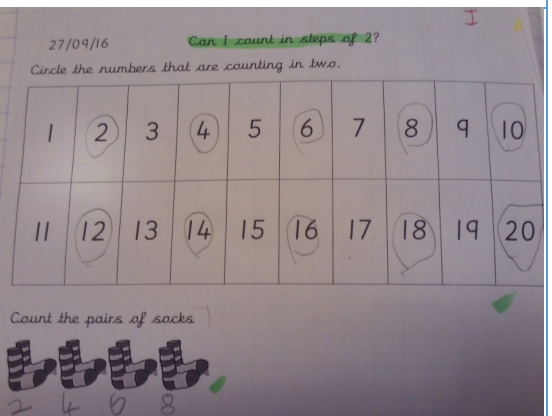 I
27/09/16 Can I count in steps of 2?
Circle the numbers that are counting in two.
1 2 3 4 5 6 7 8 9 10
11 12 13 14 15 16 17 18 19 20
Count the pairs of socks
2 4 6 8